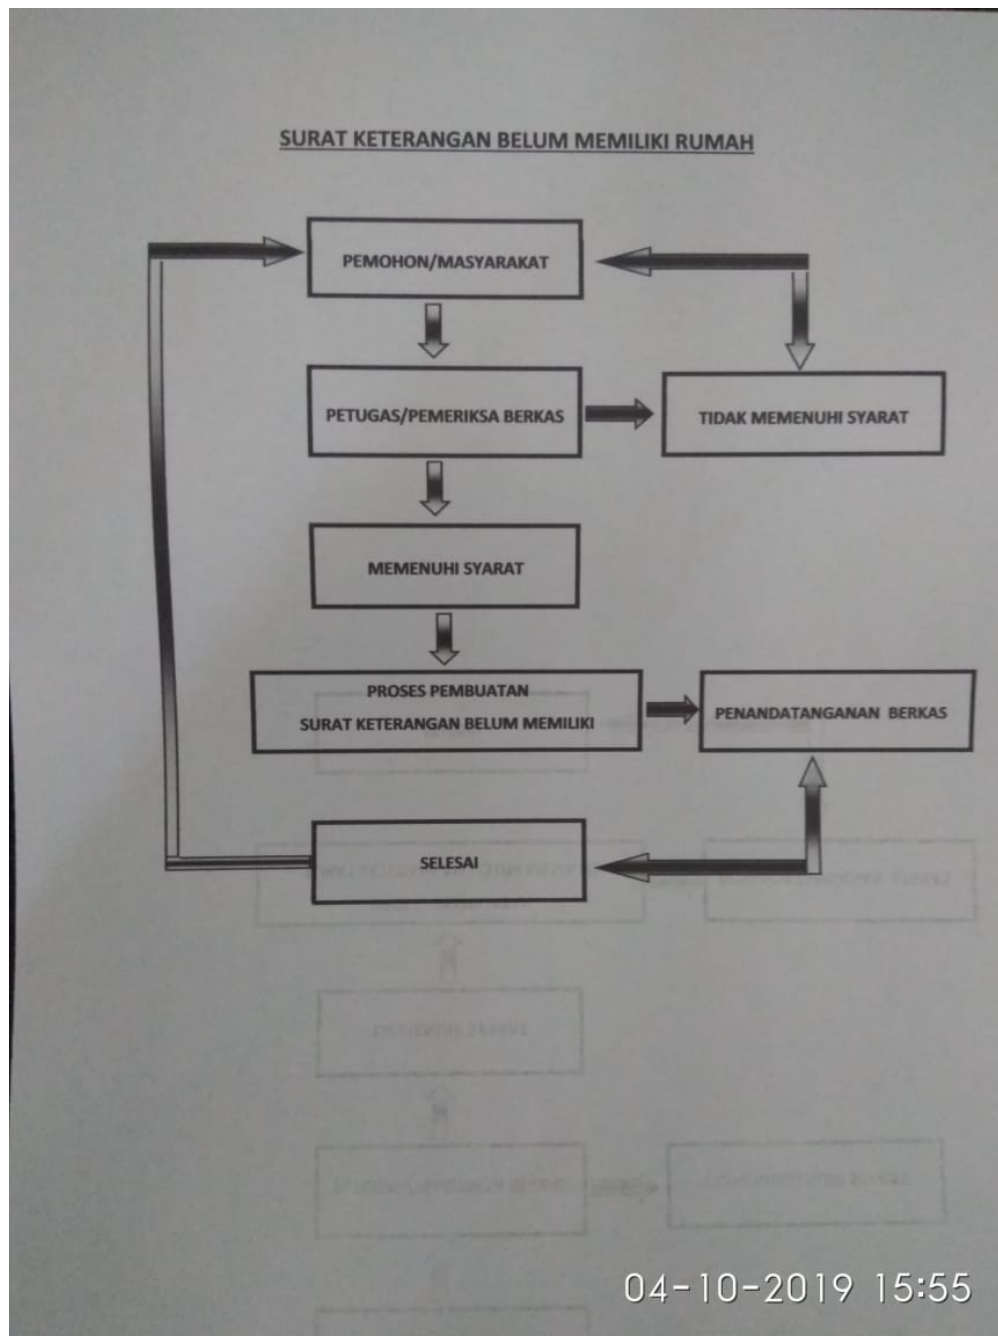 SURAT KETERANGAN BELUM MEMILIKI RUMAH
PEMOHON/MASYARAKAT
PETUGAS/PEMERIKSA BERKAS
TIDAK MEMENUHI SYARAT
MEMENUHI SYARAT
PROSES PEMBUATAN
SURAT KETERANGAN BELUM MEMILIKI
PENANDATANGANAN BERKAS
SELESAI
04-10-2019 15:55